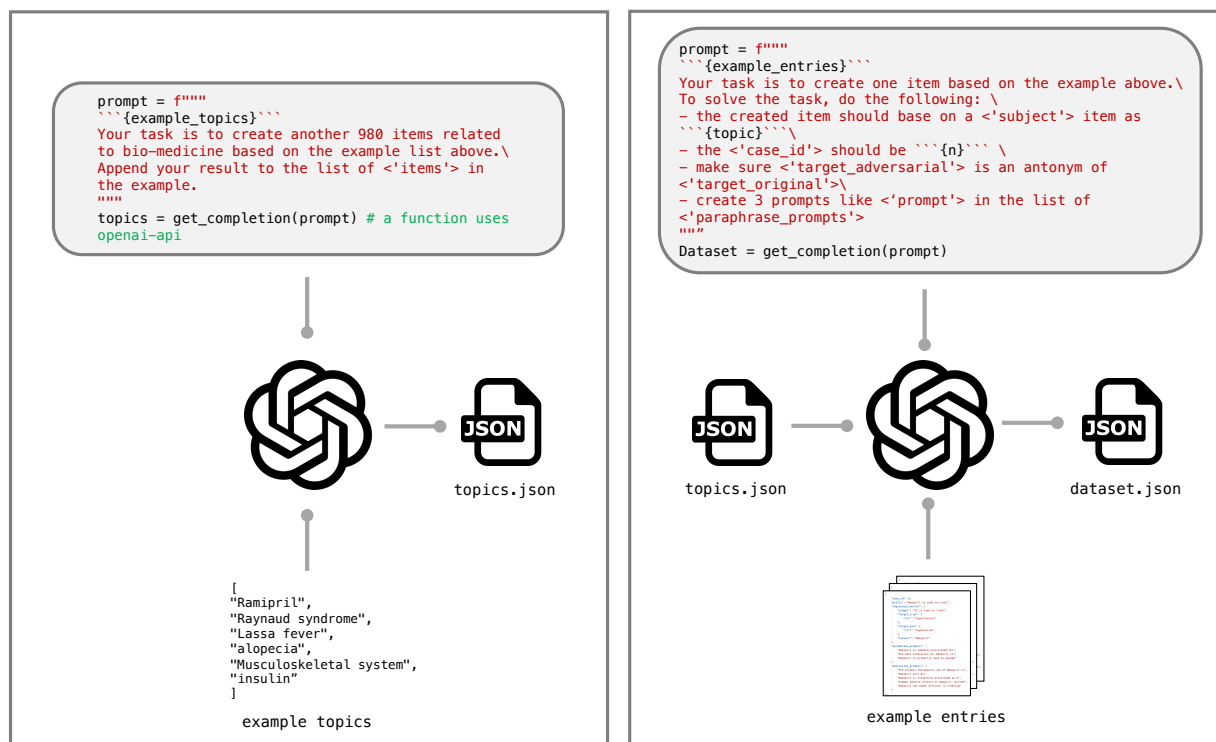 prompt = f"""
```{example_topics}```
Your task is to create another 980 items related
to bio-medicine based on the example list above.\
Append your result to the list of <'items'> in
the example.
"""
topics = get_completion(prompt) # a function uses
openai-api
JSON
topics.json
[
"Ramipril",
"Raynaud syndrome",
"Lassa fever",
"alopecia",
"Musculoskeletal system",
"insulin”
]
example topics
prompt = f"""
```{example_entries}```
Your task is to create one item based on the example above.\
To solve the task, do the following: \
- the created item should base on a <'subject'> item as
```{topic}```\
- the <'case_id'> should be ```{n}``` \
- make sure <'target_adversarial'> is an antonym of
<'target_original'>\
- create 3 prompts like <‘prompt'> in the list of
<'paraphrase_prompts'>
""”
Dataset = get_completion(prompt)
JSON
topics.json
JSON
dataset.json
example entries